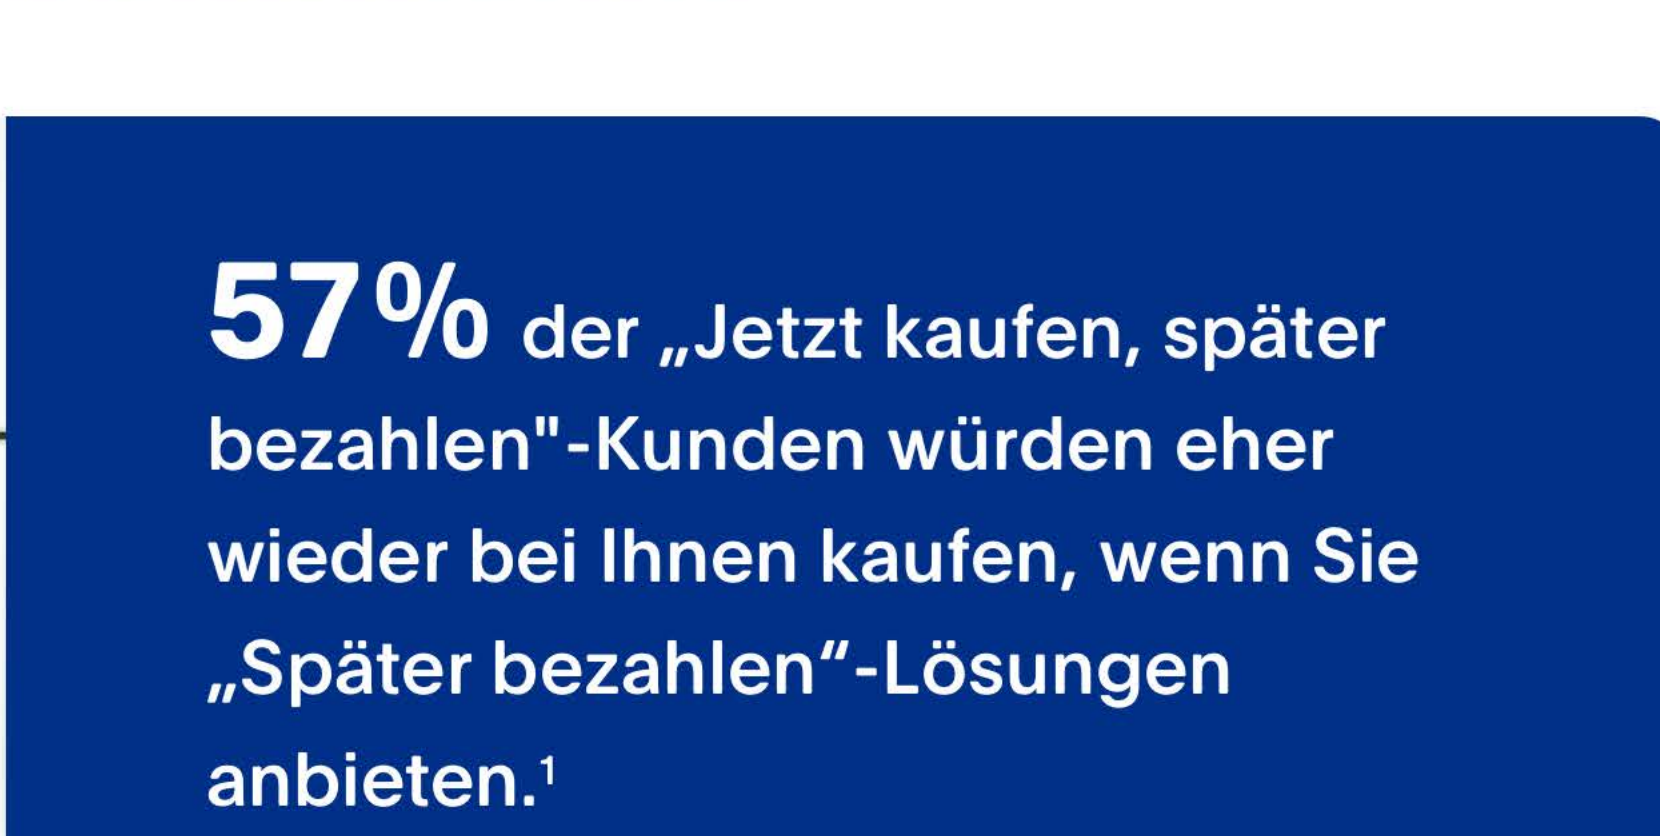 57% der „Jetzt kaufen, später
bezahlen"-Kunden würden eher
wieder bei Ihnen kaufen, wenn Sie
„Später bezahlen“-Lösungen
anbieten.¹